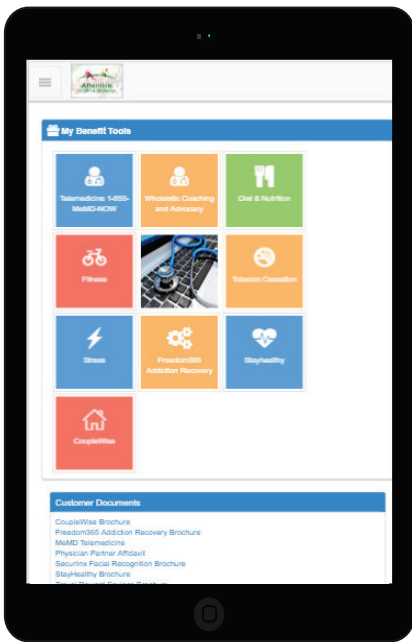 Attentive
My Benefit Tools
Telemedicine 1-855-
MeMD-NOW
Wholeistic Coaching
and Advocacy
Diet & Nutrition
Fitness
Tobacco Cessation
Stress
Freedom365
Addiction Recovery
Stayhealthy
CoupleWise
Customer Documents
CoupleWise Brochure
Freedom365 Addiction Recovery Brochure
MeMD Telemedicine
Physician Partner Affidavit
Securlinx Facial Recognition Brochure
StayHealthy Brochure